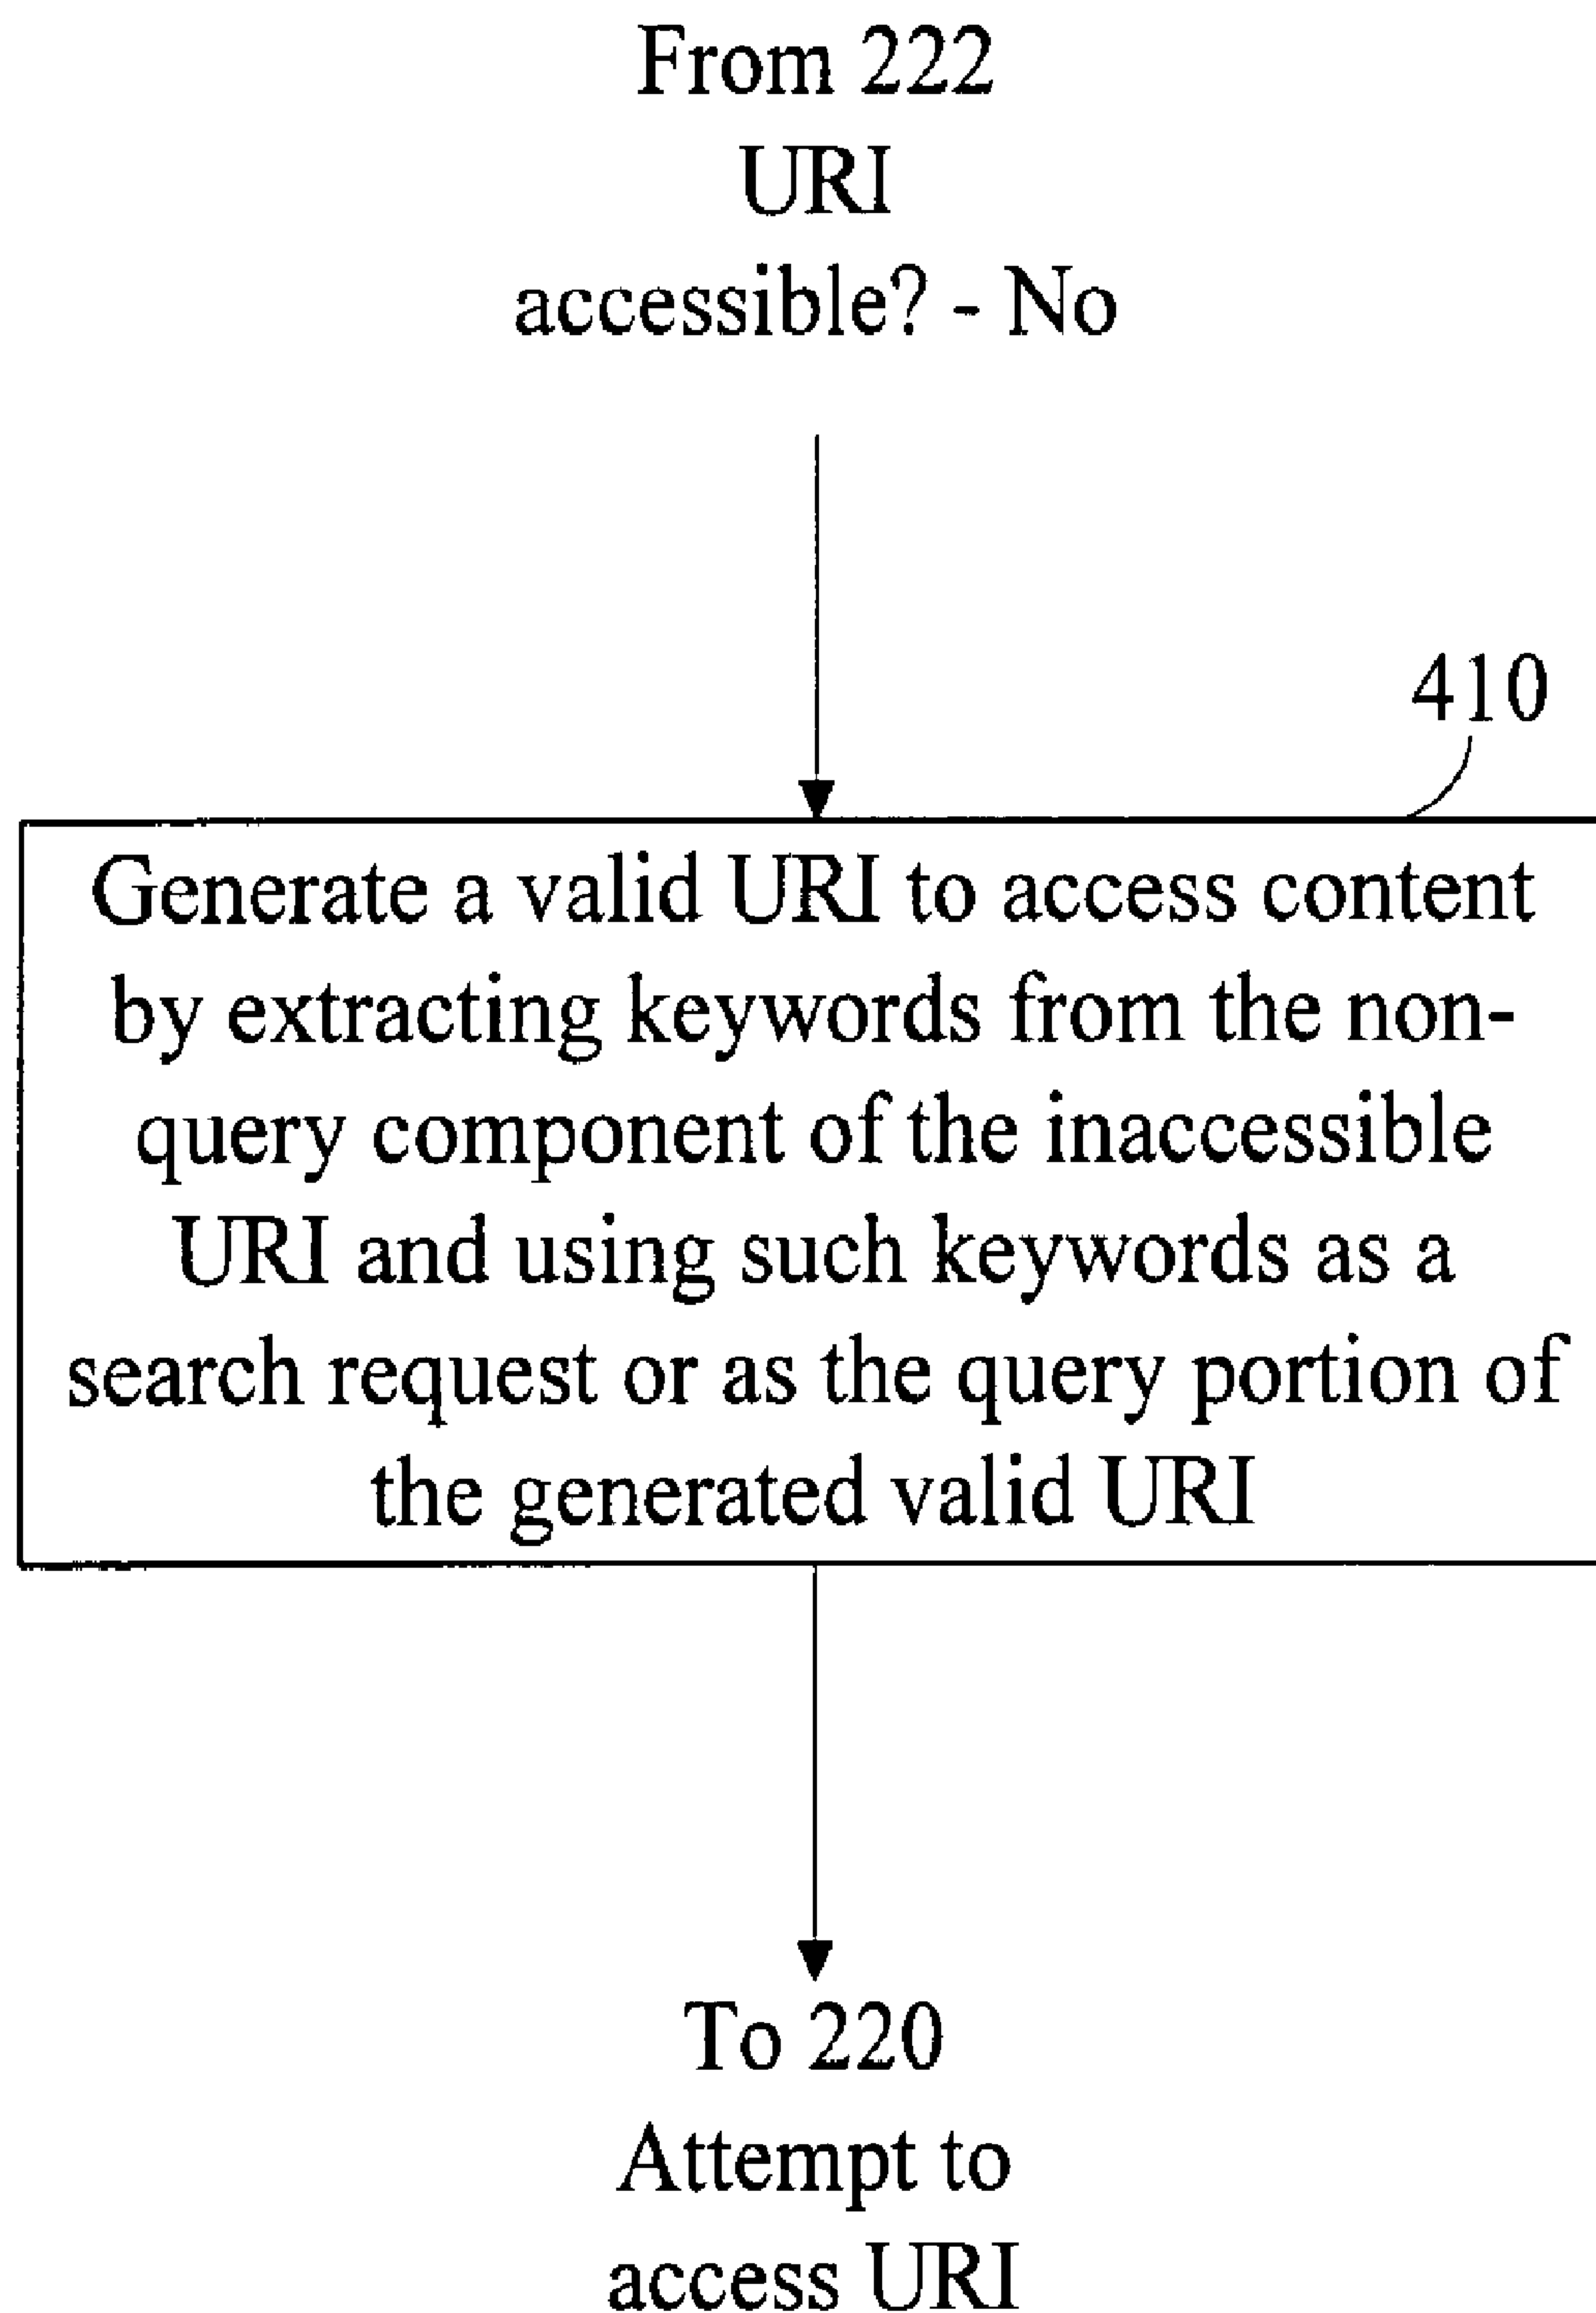 From 222
URI
accessible? - No
410
Generate a valid URI to access content
by extracting keywords from the non-
query component of the inaccessible
URI and using such keywords as a
search request or as the query portion of
the generated valid URI
To 220
Attempt to
access URI